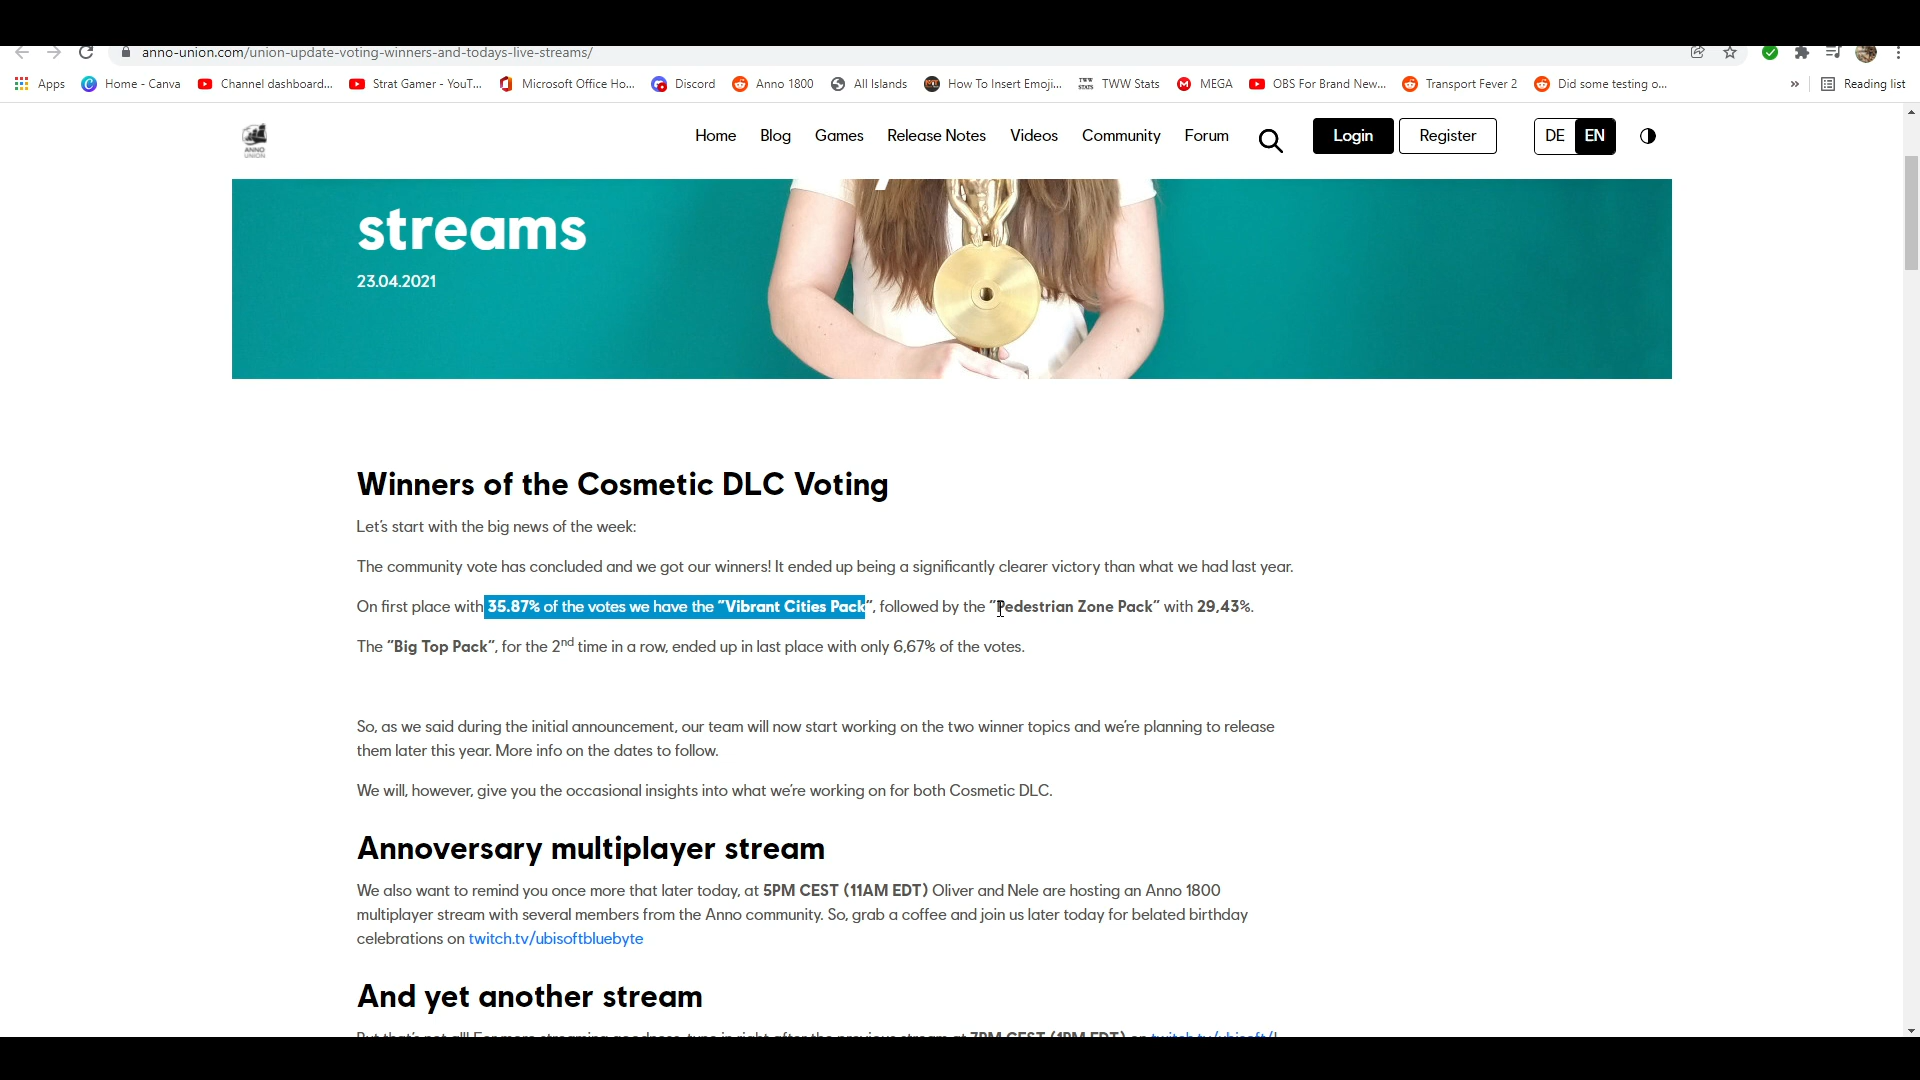 anno-union.com/union-update-voting-winners-and-todays-live-streams/
Apps Home - Canva Channel dashboard... Strat Gamer - YouT... Microsoft Office Ho... Discord Anno 1800 All Islands How To Insert Emoji... TWW Stats MEGA OBS For Brand New... Transport Fever 2 Did some testing o... » Reading list
ANNO
UNION
Home Blog Games Release Notes Videos Community Forum Login Register DE EN
streams
23.04.2021
Winners of the Cosmetic DLC Voting
Let's start with the big news of the week:
The community vote has concluded and we got our winners! It ended up being a significantly clearer victory than what we had last year.
On first place with 35.87% of the votes we have the “Vibrant Cities Pack”, followed by the “Pedestrian Zone Pack” with 29,43%.
The “Big Top Pack”, for the 2nd time in a row, ended up in last place with only 6,67% of the votes.
So, as we said during the initial announcement, our team will now start working on the two winner topics and we're planning to release
them later this year. More info on the dates to follow.
We will, however, give you the occasional insights into what we're working on for both Cosmetic DLC.
Annoversary multiplayer stream
We also want to remind you once more that later today, at 5PM CEST (11AM EDT) Oliver and Nele are hosting an Anno 1800
multiplayer stream with several members from the Anno community. So, grab a coffee and join us later today for belated birthday
celebrations on twitch.tv/ubisoftbluebyte
And yet another stream